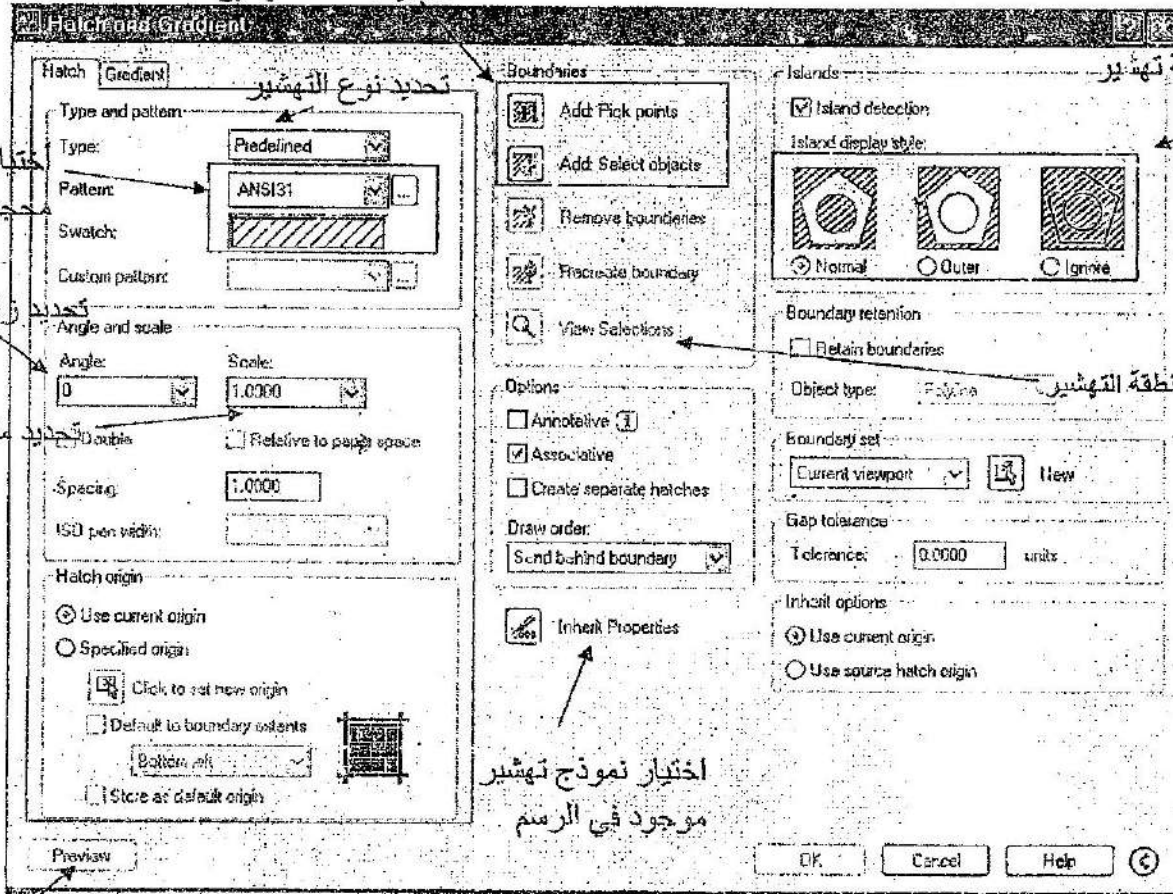 Hatch and Gradient
Hatch
Gradient
تحديد نوع التهشير
Type and pattern
Type:
Predefined
Pattern:
ANSI31
...
Swatch:
Custom pattern:
...
تحديد
Angle and scale
Angle:
Scale:
0
1.0000
تحديد
Double
Relative to paper space
Spacing:
1.0000
ISO pen width:
Hatch origin
Use current origin
Specified origin
Click to set new origin
Default to boundary extents
Bottom left
Store as default origin
Preview
Boundaries
Add: Pick points
Add: Select objects
Remove boundaries
Recreate boundary
View Selections
Options
Annotative
Associative
Create separate hatches
Draw order:
Send behind boundary
Inherit Properties
اختيار نموذج تهشير
موجود في الرسم
تهشير
Islands
Island detection
Island display style:
Normal
Outer
Ignore
Boundary retention
Retain boundaries
Object type:
Polyline
التهشير
Boundary set
Current viewport
New
Gap tolerance
Tolerance:
0.0000
units
Inherit options
Use current origin
Use source hatch origin
OK
Cancel
Help